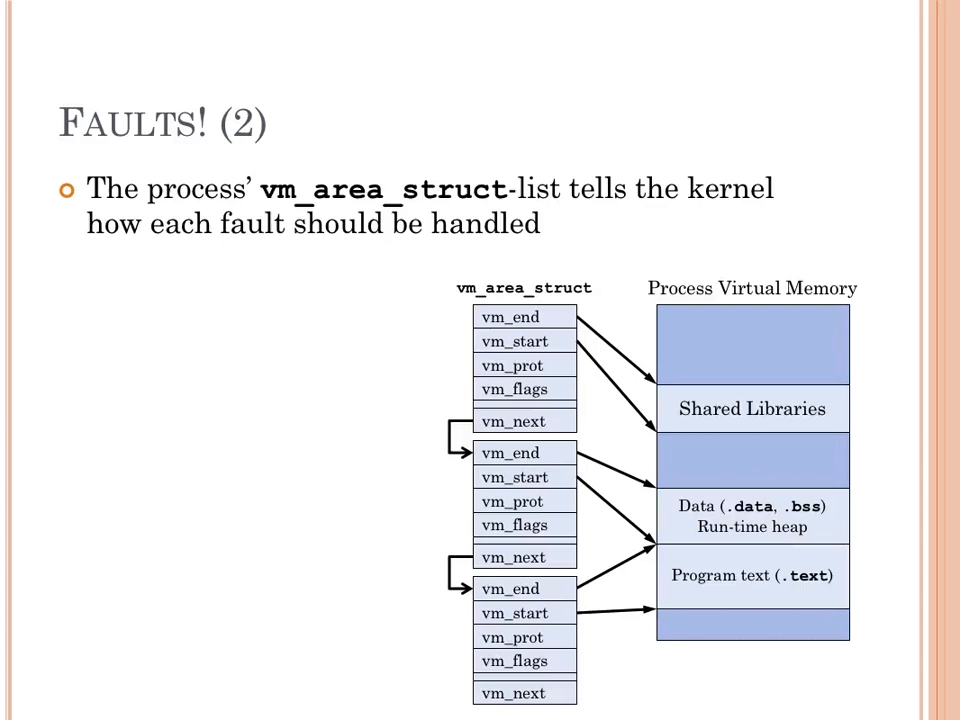 FAULTS! (2)
The process’ vm_area_struct-list tells the kernel
how each fault should be handled
vm_area_struct
vm_end
vm_start
vm_prot
vm_flags
vm_next
vm_end
vm_start
vm_prot
vm_flags
vm_next
vm_end
vm_start
vm_prot
vm_flags
vm_next
Process Virtual Memory
Shared Libraries
Data (.data, .bss)
Run-time heap
Program text (.text)